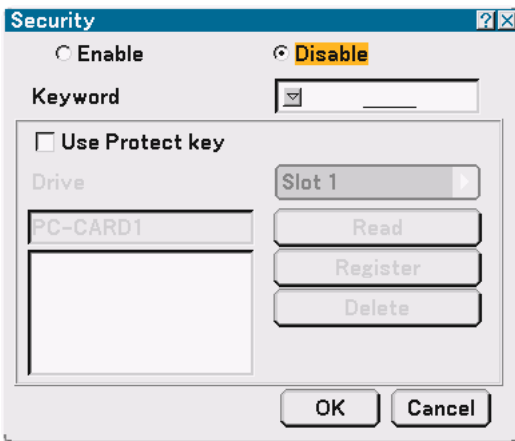 Security
Enable Disable
Keyword
Use Protect key
Drive Slot 1
PC-CARD1 Read
Register
Delete
OK Cancel